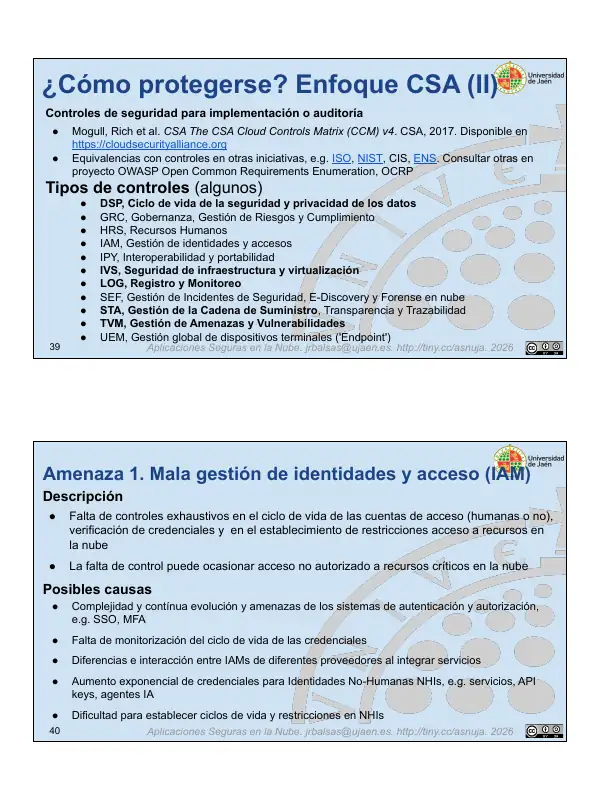 ¿Cómo protegerse? Enfoque CSA (II)
Universidad
de Jaén
Controles de seguridad para implementación o auditoría
● Mogull, Rich et al. CSA The CSA Cloud Controls Matrix (CCM) v4. CSA, 2017. Disponible en
https://cloudsecurityalliance.org
● Equivalencias con controles en otras iniciativas, e.g. ISO, NIST, CIS, ENS. Consultar otras en
proyecto OWASP Open Common Requirements Enumeration, OCRP
Tipos de controles (algunos)
● DSP, Ciclo de vida de la seguridad y privacidad de los datos
● GRC, Gobernanza, Gestión de Riesgos y Cumplimiento
● HRS, Recursos Humanos
● IAM, Gestión de identidades y accesos
● IPY, Interoperabilidad y portabilidad
● IVS, Seguridad de infraestructura y virtualización
● LOG, Registro y Monitoreo
● SEF, Gestión de Incidentes de Seguridad, E-Discovery y Forense en nube
● STA, Gestión de la Cadena de Suministro, Transparencia y Trazabilidad
● TVM, Gestión de Amenazas y Vulnerabilidades
● UEM, Gestión global de dispositivos terminales ('Endpoint')
39
Aplicaciones Seguras en la Nube. jrbalsas@ujaen.es. http://tiny.cc/asnuja. 2026
Universidad
de Jaén
Amenaza 1. Mala gestión de identidades y acceso (IAM)
Descripción
● Falta de controles exhaustivos en el ciclo de vida de las cuentas de acceso (humanas o no),
verificación de credenciales y en el establecimiento de restricciones acceso a recursos en
la nube
● La falta de control puede ocasionar acceso no autorizado a recursos críticos en la nube
Posibles causas
● Complejidad y contínua evolución y amenazas de los sistemas de autenticación y autorización,
e.g. SSO, MFA
● Falta de monitorización del ciclo de vida de las credenciales
● Diferencias e interacción entre IAMs de diferentes proveedores al integrar servicios
● Aumento exponencial de credenciales para Identidades No-Humanas NHIs, e.g. servicios, API
keys, agentes IA
● Dificultad para establecer ciclos de vida y restricciones en NHIs
40
Aplicaciones Seguras en la Nube. jrbalsas@ujaen.es. http://tiny.cc/asnuja. 2026